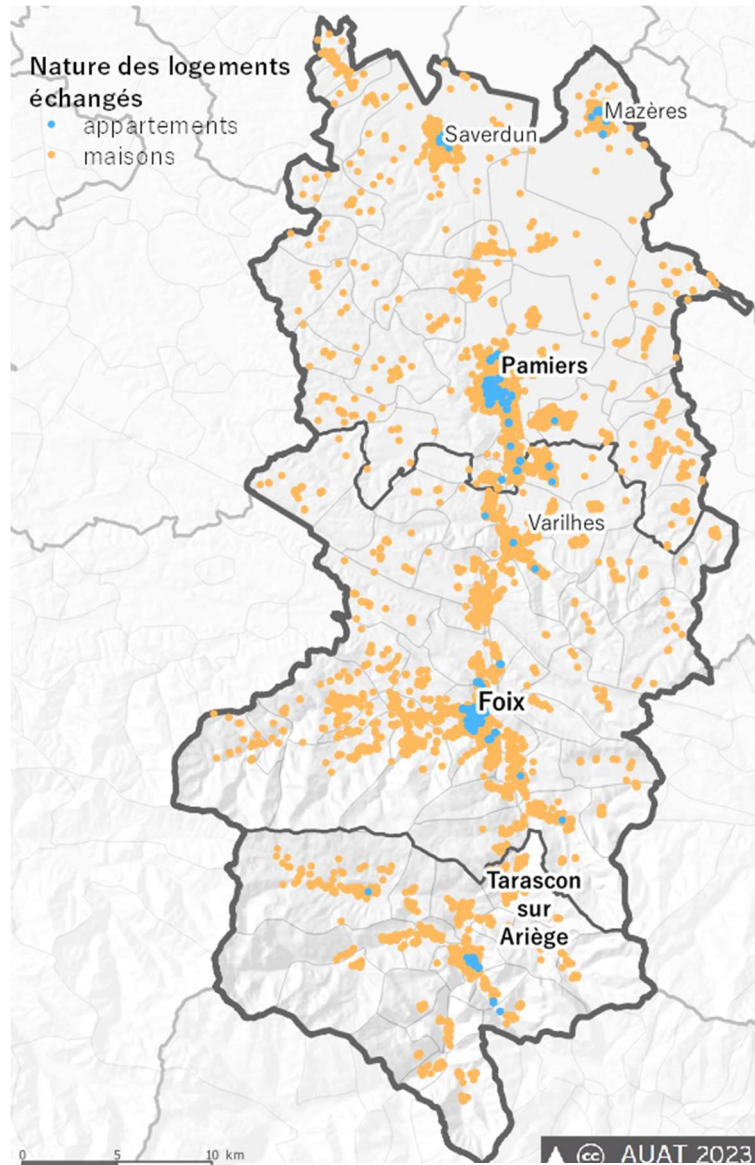 Nature des logements
échangés
appartements
maisons
Saverdun
Mazères
Pamiers
Varilhes
Foix
Tarascon
sur
Ariège
0 5 10 km
cc AUAT 2023